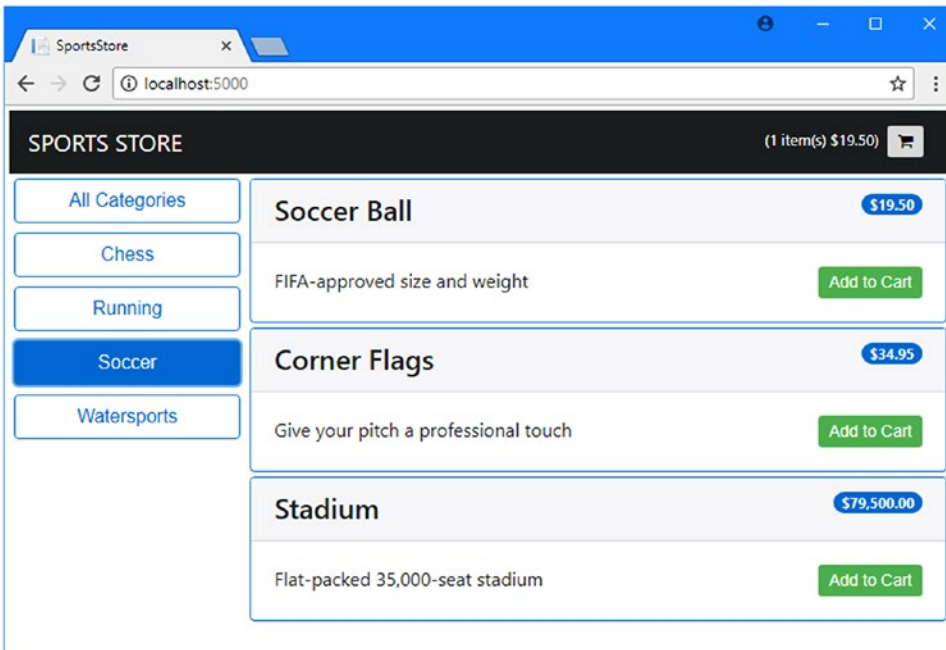 SportsStore
localhost:5000
SPORTS STORE
(1 item(s) $19.50)
All Categories
Chess
Running
Soccer
Watersports
Soccer Ball
$19.50
FIFA-approved size and weight
Add to Cart
Corner Flags
$34.95
Give your pitch a professional touch
Add to Cart
Stadium
$79,500.00
Flat-packed 35,000-seat stadium
Add to Cart